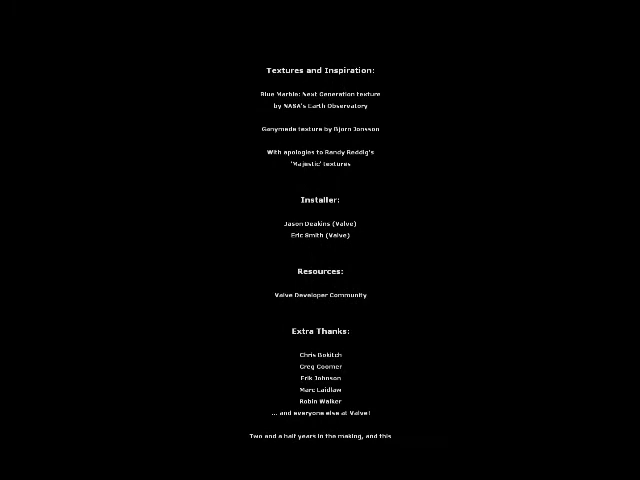 Textures and Inspiration:
Blue Marble: Next Generation texture
by NASA's Earth Observatory
Ganymede texture by Bjorn Jonsson
With apologies to Randy Reddig's
'Majestic' textures
Installer:
Jason Deakins (Valve)
Eric Smith (Valve)
Resources:
Valve Developer Community
Extra Thanks:
Chris Bokitch
Greg Coomer
Erik Johnson
Marc Laidlaw
Robin Walker
... and everyone else at Valve!
Two and a half years in the making, and this